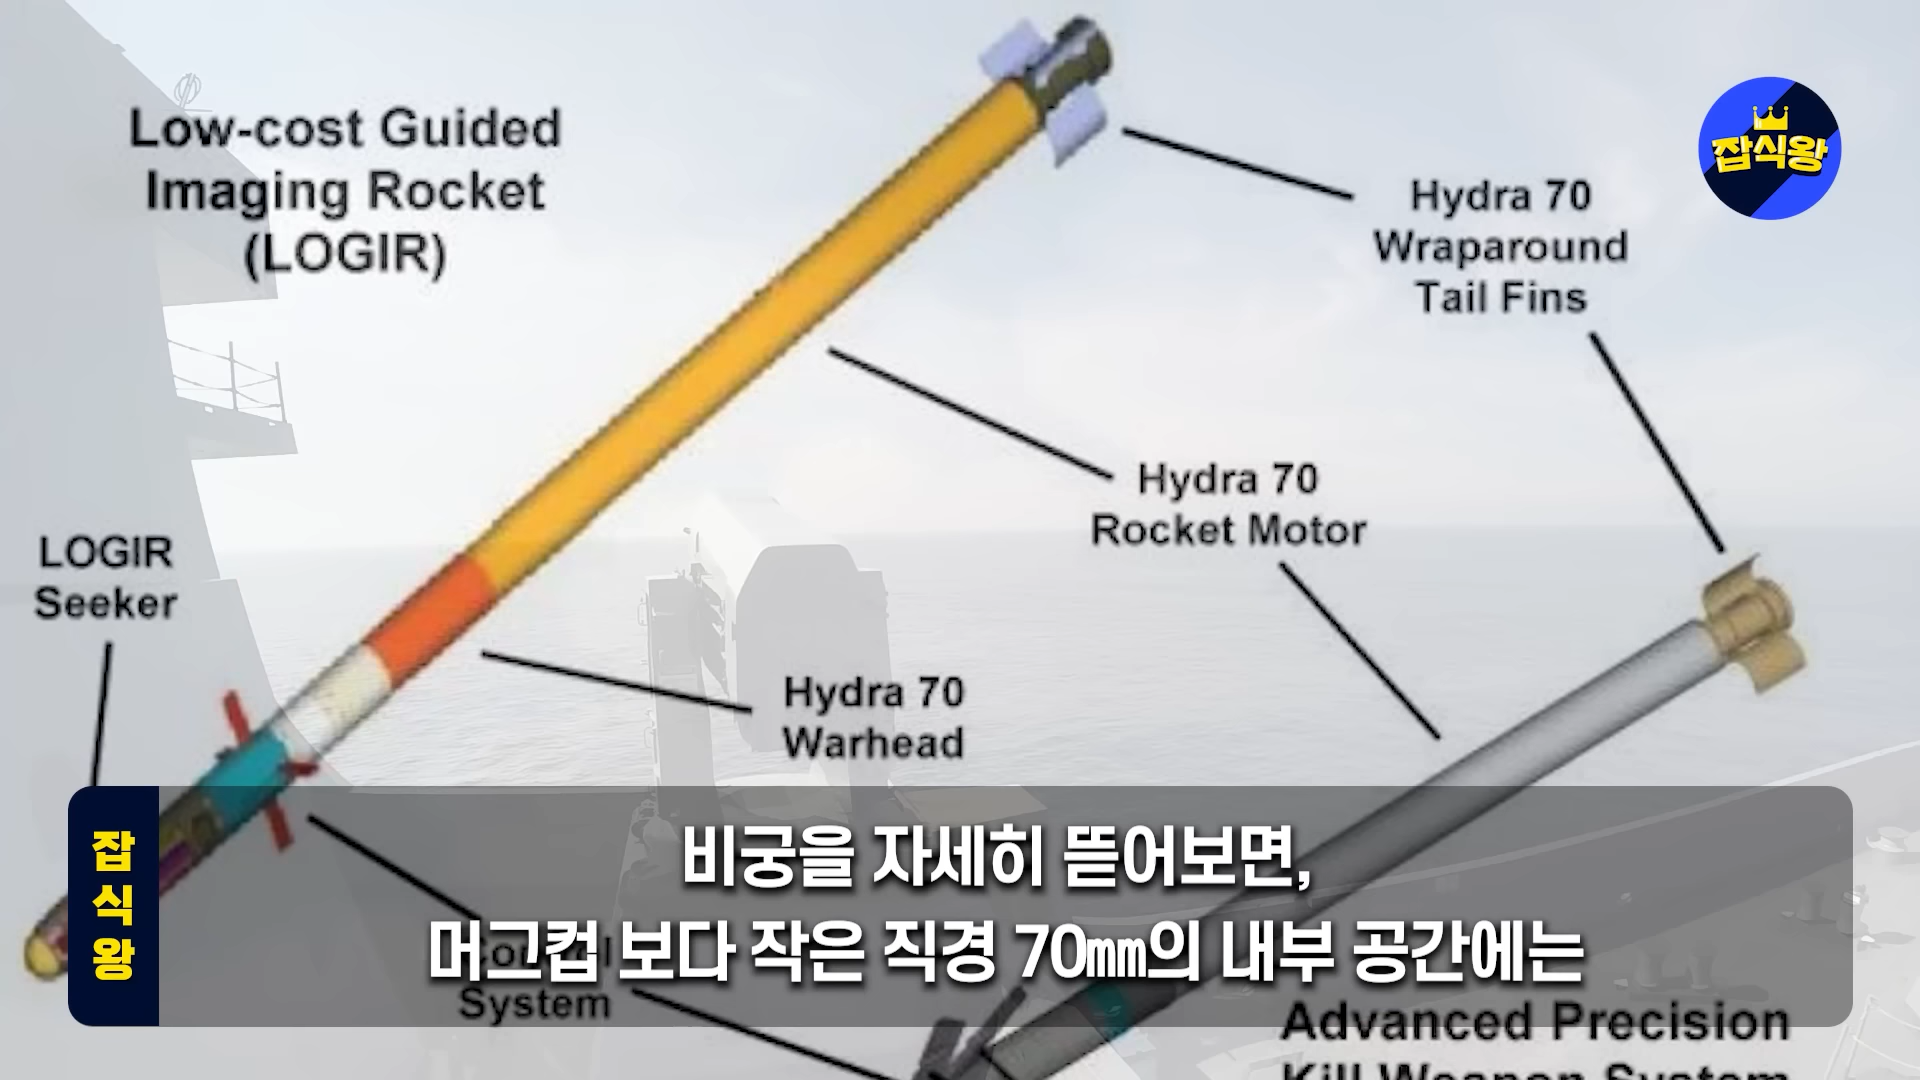 Low-cost Guided
Imaging Rocket
(LOGIR)
잡식왕
Hydra 70
Wraparound
Tail Fins
Hydra 70
Rocket Motor
LOGIR
Seeker
Hydra 70
Warhead
잡식왕
비궁을 자세히 뜯어보면,
머그컵 보다 작은 직경 70㎜의 내부 공간에는
System
Advanced Precision
Kill Weapon System